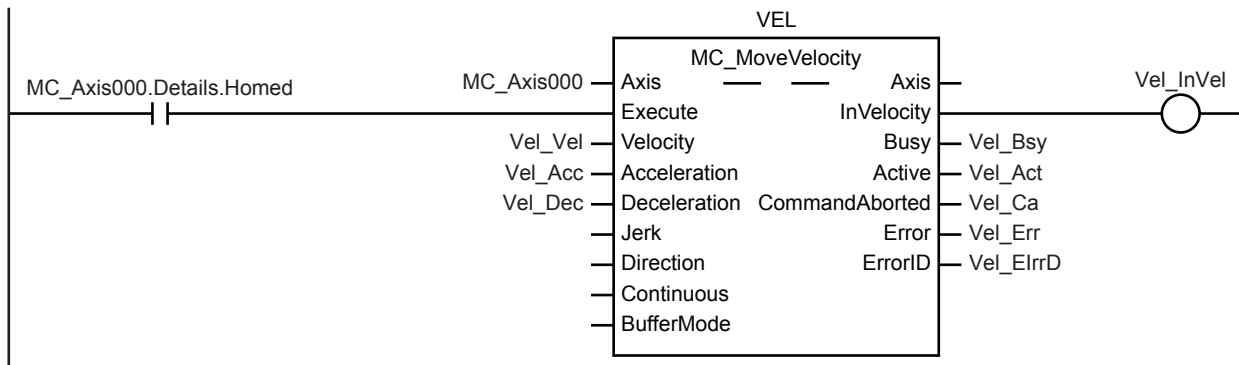 VEL
MC_MoveVelocity
MC_Axis000.Details.Homed
MC_Axis000 Axis Axis
Vel_InVel
Execute InVelocity
Vel_Vel Velocity Busy Vel_Bsy
Vel_Acc Acceleration Active Vel_Act
Vel_Dec Deceleration CommandAborted Vel_Ca
Jerk Error Vel_Err
Direction ErrorID Vel_EIrrD
Continuous
BufferMode